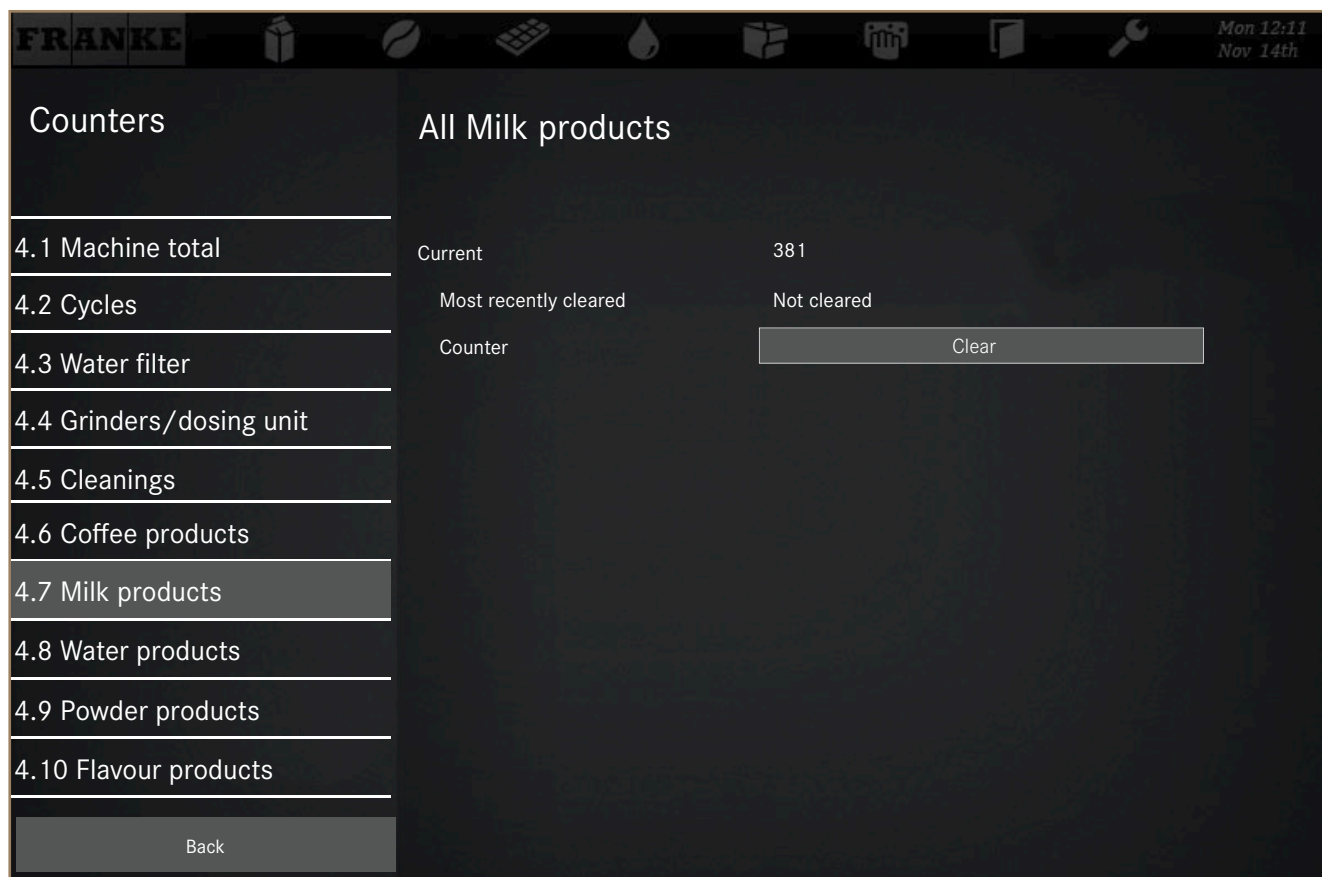 FRANKE
Mon 12:11
Nov 14th
Counters
4.1 Machine total
4.2 Cycles
4.3 Water filter
4.4 Grinders/dosing unit
4.5 Cleanings
4.6 Coffee products
4.7 Milk products
4.8 Water products
4.9 Powder products
4.10 Flavour products
Back
All Milk products
Current 381
Most recently cleared Not cleared
Counter Clear